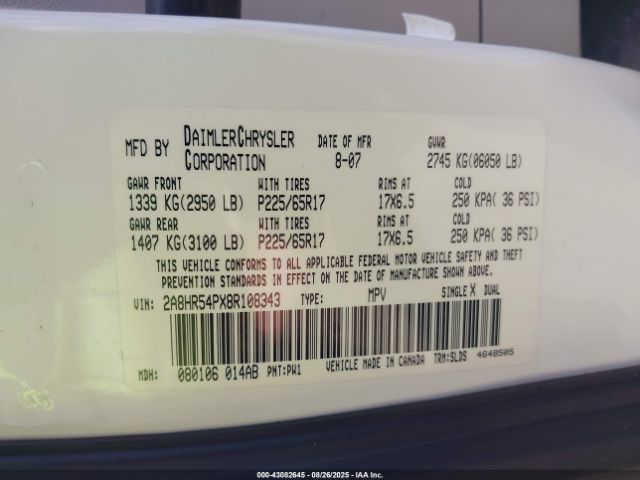 MFD BY DAIMLERCHRYSLER CORPORATION DATE OF MFR 8-07 GVWR 2745 KG(06050 LB)
GAWR FRONT WITH TIRES RIMS AT COLD
1339 KG(2950 LB) P225/65R17 17X6.5 250 KPA( 36 PSI)
GAWR REAR WITH TIRES RIMS AT COLD
1407 KG(3100 LB) P225/65R17 17X6.5 250 KPA( 36 PSI)
THIS VEHICLE CONFORMS TO ALL APPLICABLE FEDERAL MOTOR VEHICLE SAFETY AND THEFT
PREVENTION STANDARDS IN EFFECT ON THE DATE OF MANUFACTURE SHOWN ABOVE.
VIN: 2A8HR54PX8R108343 TYPE: MPV SINGLE X DUAL
MDH: 080106 014AB PNT:PW1 VEHICLE MADE IN CANADA TRM:SLDS 4648505
000-43082645 - 08/26/2025 - IAA Inc.